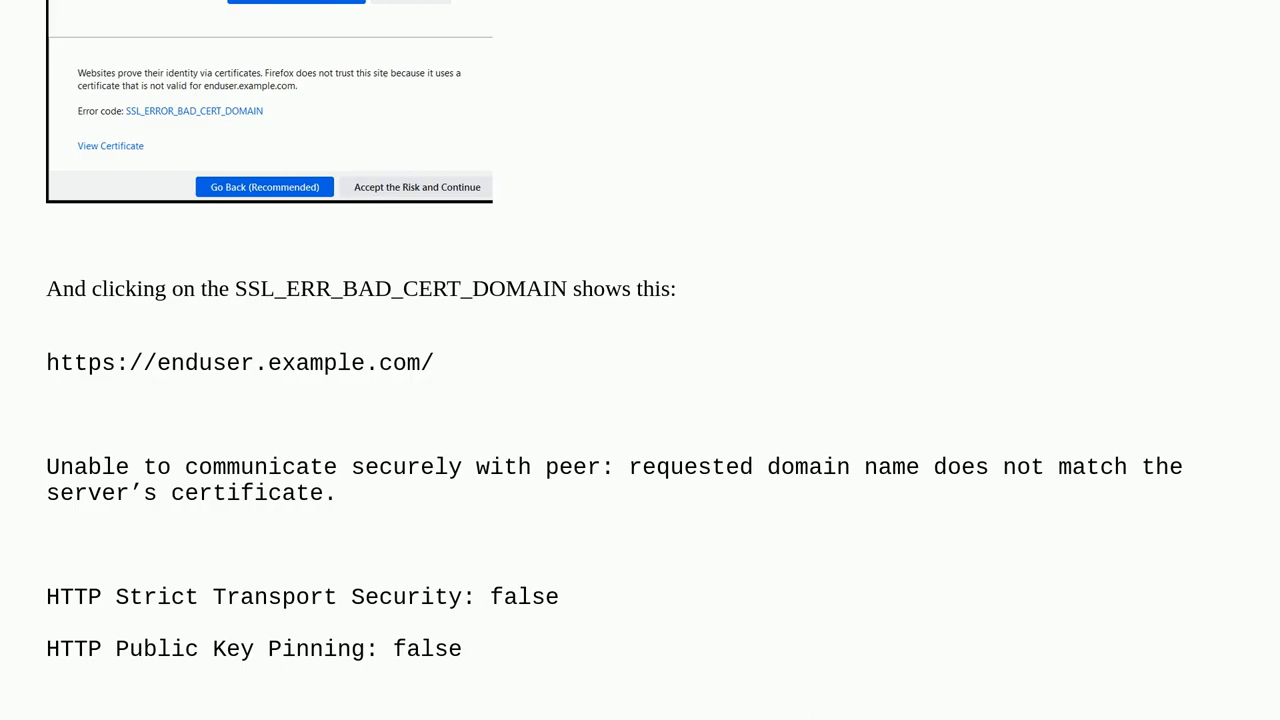 Websites prove their identity via certificates. Firefox does not trust this site because it uses a
certificate that is not valid for enduser.example.com.
Error code: SSL_ERROR_BAD_CERT_DOMAIN
View Certificate
Go Back (Recommended) Accept the Risk and Continue
And clicking on the SSL_ERR_BAD_CERT_DOMAIN shows this:
https://enduser.example.com/
Unable to communicate securely with peer: requested domain name does not match the
server’s certificate.
HTTP Strict Transport Security: false
HTTP Public Key Pinning: false